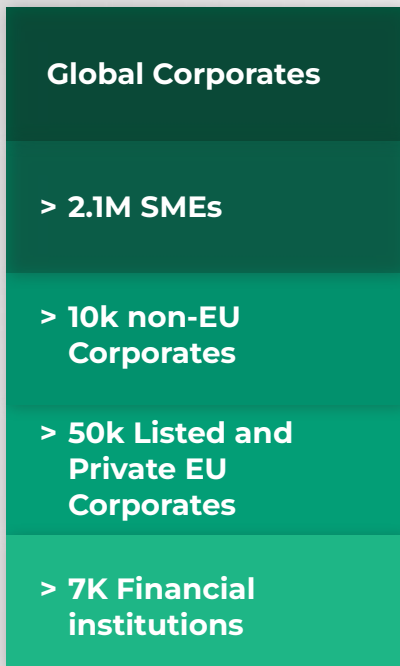 Global Corporates
> 2.1M SMEs
> 10k non-EU
Corporates
> 50k Listed and
Private EU
Corporates
> 7K Financial
institutions